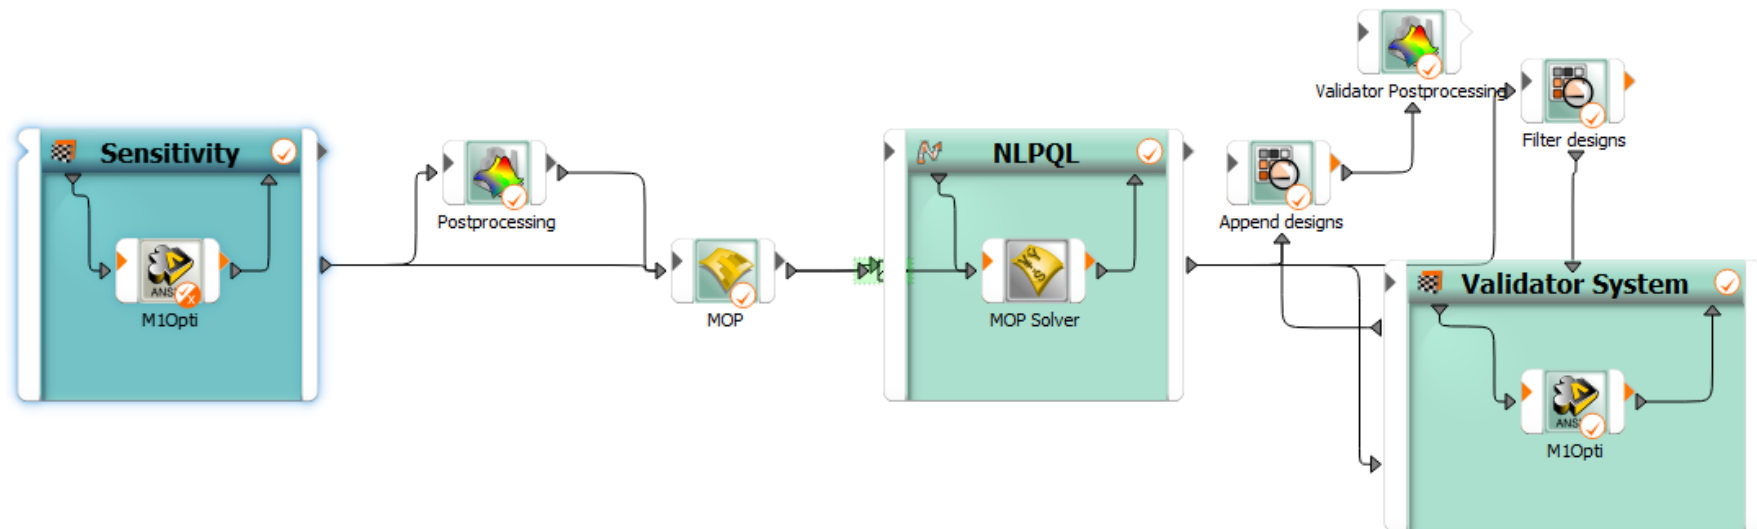 Validator Postprocessing
Filter designs
Sensitivity
M1Opti
Postprocessing
MOP
NLPQL
MOP Solver
Append designs
Validator System
M1Opti